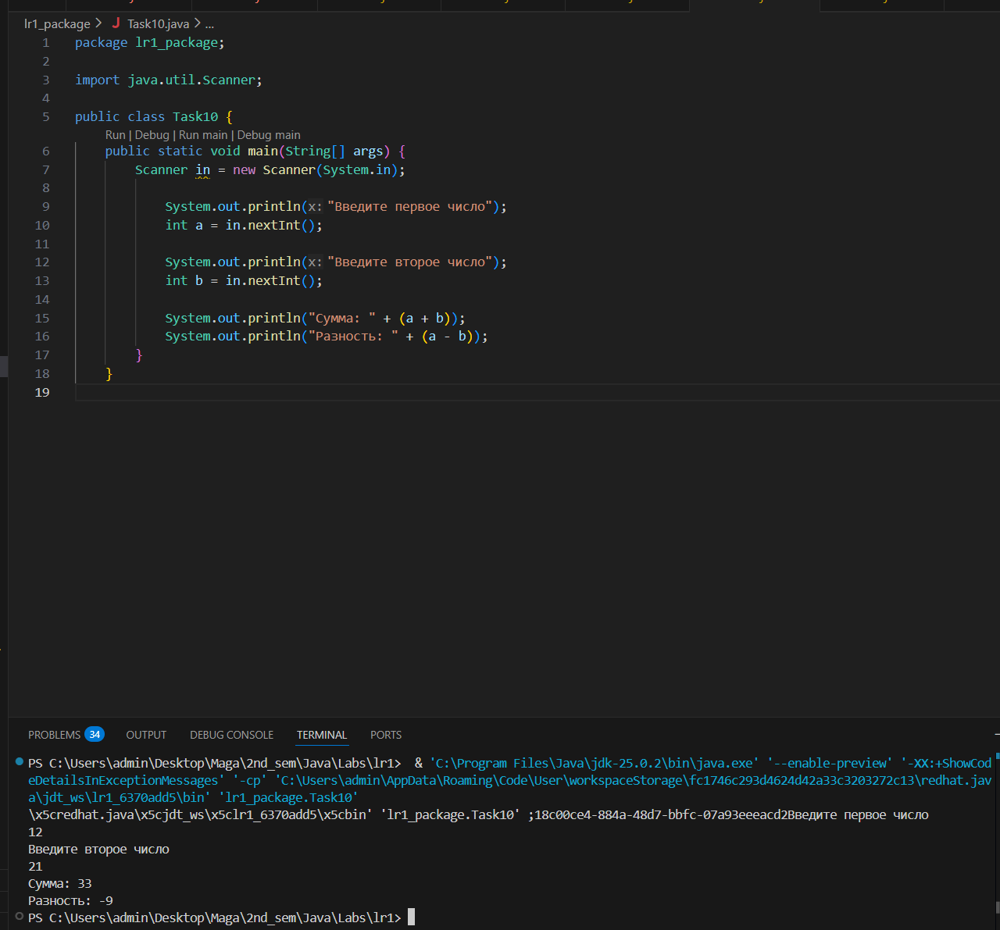 lr1_package > J Task10.java > ...
1 package lr1_package;
2
3 import java.util.Scanner;
4
5 public class Task10 {
Run | Debug | Run main | Debug main
6 public static void main(String[] args) {
7 Scanner in = new Scanner(System.in);
8
9 System.out.println(x: "Введите первое число");
10 int a = in.nextInt();
11
12 System.out.println(x: "Введите второе число");
13 int b = in.nextInt();
14
15 System.out.println("Сумма: " + (a + b));
16 System.out.println("Разность: " + (a - b));
17 }
18 }
19
PROBLEMS 34 OUTPUT DEBUG CONSOLE TERMINAL PORTS
PS C:\Users\admin\Desktop\Maga\2nd_sem\Java\Labs\lr1> & 'C:\Program Files\Java\jdk-25.0.2\bin\java.exe' '--enable-preview' '-XX:+ShowCod
eDetailsInExceptionMessages' '-cp' 'C:\Users\admin\AppData\Roaming\Code\User\workspaceStorage\fc1746c293d4624d42a33c3203272c13\redhat.jav
a\jdt_ws\lr1_6370add5\bin' 'lr1_package.Task10'
\x5credhat.java\x5cjdt_ws\x5clr1_6370add5\x5cbin' 'lr1_package.Task10' ;18c00ce4-884a-48d7-bbfc-07a93eeeacd2Введите первое число
12
Введите второе число
21
Сумма: 33
Разность: -9
PS C:\Users\admin\Desktop\Maga\2nd_sem\Java\Labs\lr1>